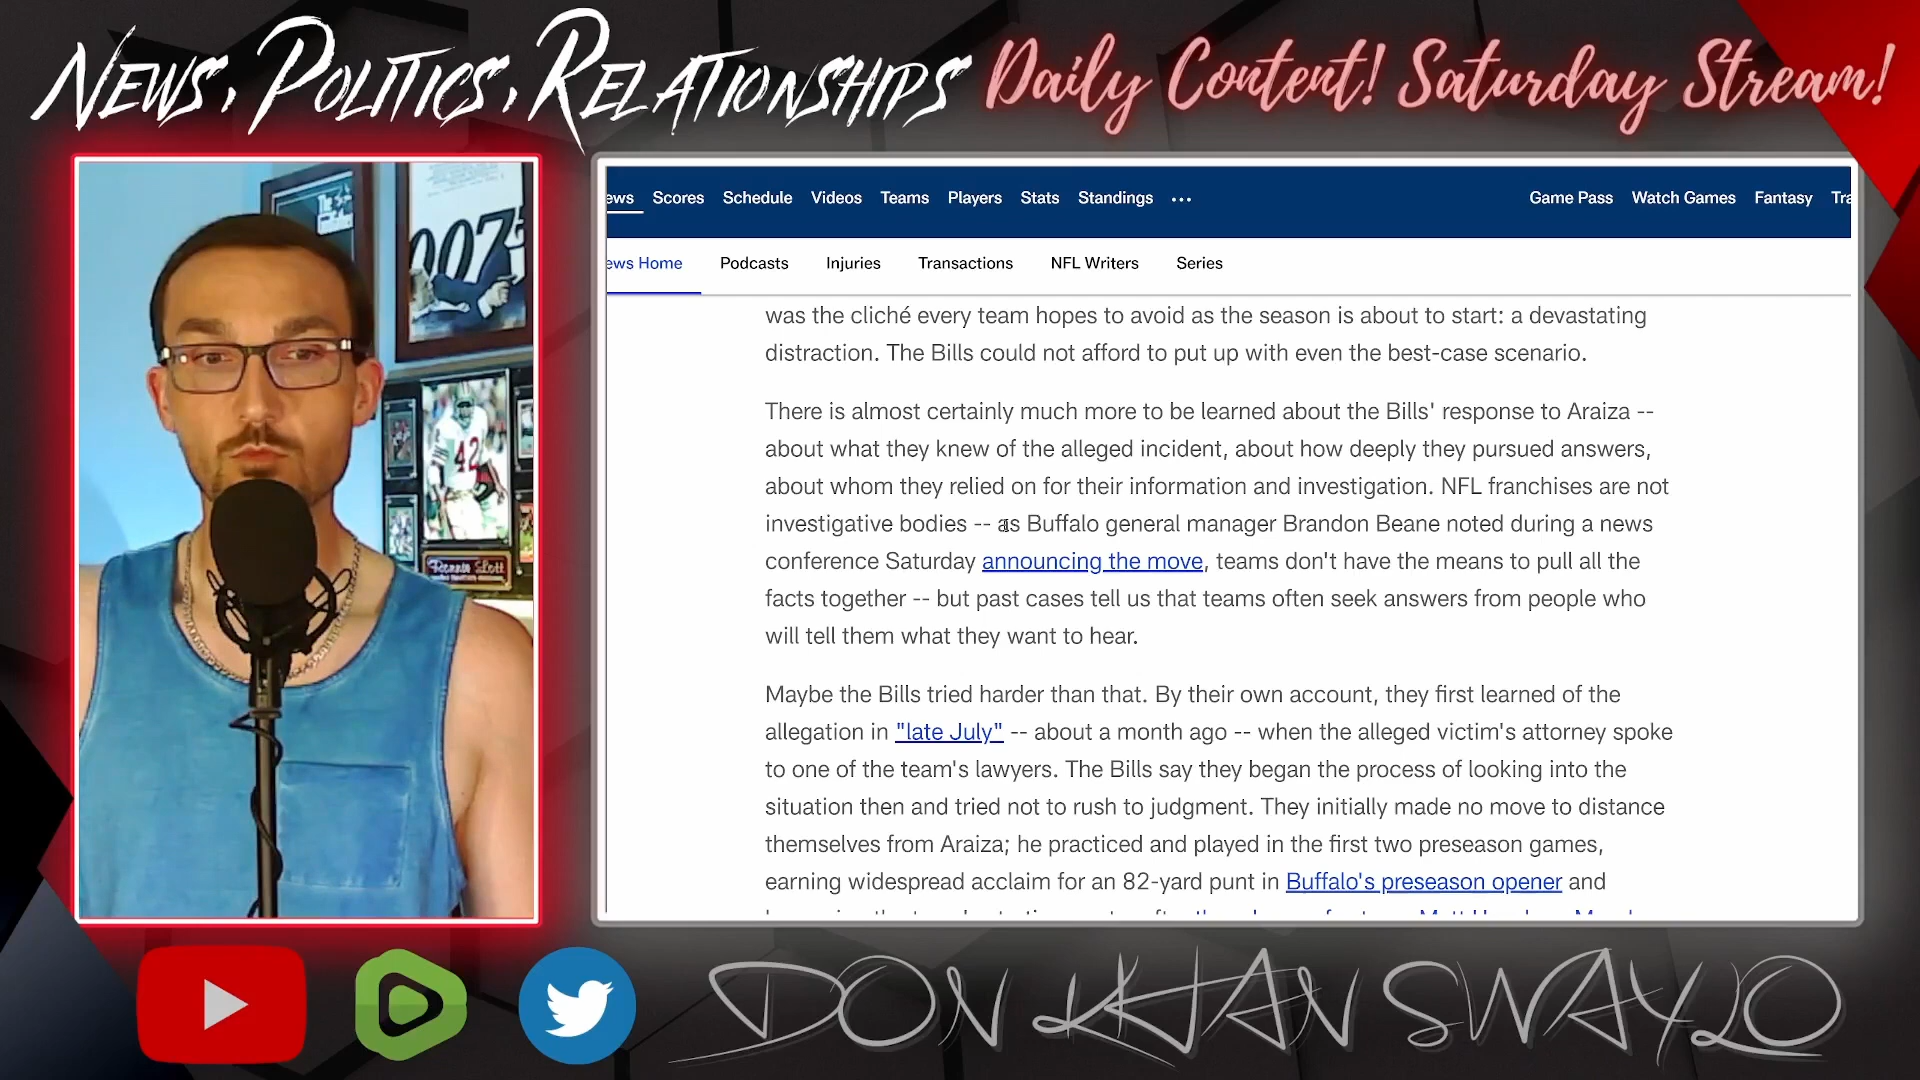 NEWS, POLITICS, RELATIONSHIPS Daily Content! Saturday Stream!
007
42
Ronnie Lott
ews Scores Schedule Videos Teams Players Stats Standings ... Game Pass Watch Games Fantasy Tra
ews Home Podcasts Injuries Transactions NFL Writers Series
was the cliché every team hopes to avoid as the season is about to start: a devastating
distraction. The Bills could not afford to put up with even the best-case scenario.
There is almost certainly much more to be learned about the Bills' response to Araiza --
about what they knew of the alleged incident, about how deeply they pursued answers,
about whom they relied on for their information and investigation. NFL franchises are not
investigative bodies -- as Buffalo general manager Brandon Beane noted during a news
conference Saturday announcing the move, teams don't have the means to pull all the
facts together -- but past cases tell us that teams often seek answers from people who
will tell them what they want to hear.
Maybe the Bills tried harder than that. By their own account, they first learned of the
allegation in "late July" -- about a month ago -- when the alleged victim's attorney spoke
to one of the team's lawyers. The Bills say they began the process of looking into the
situation then and tried not to rush to judgment. They initially made no move to distance
themselves from Araiza; he practiced and played in the first two preseason games,
earning widespread acclaim for an 82-yard punt in Buffalo's preseason opener and
DON KHAN SWAYLO